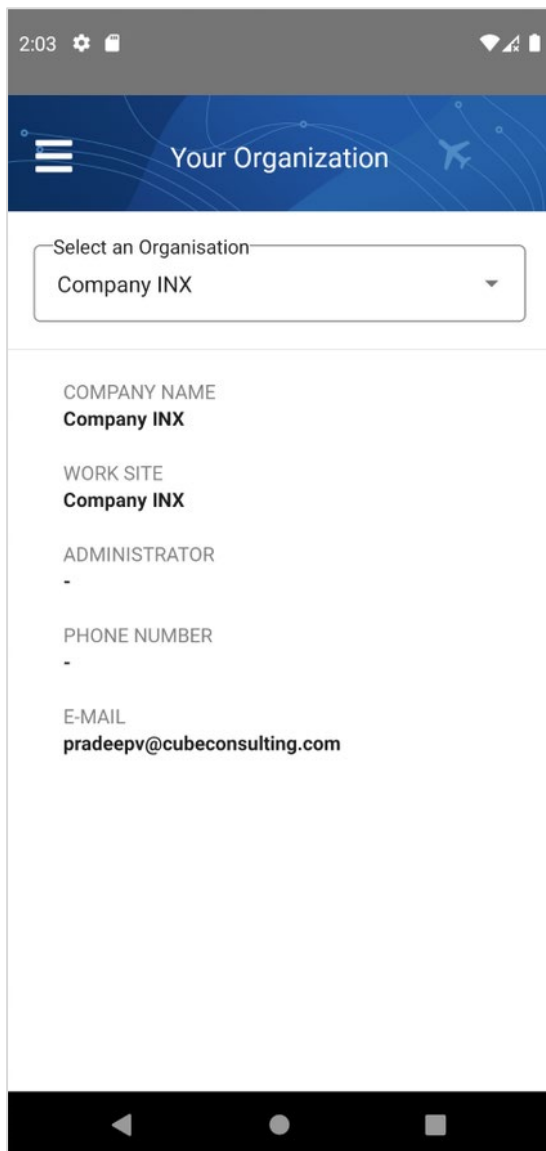 2:03
Your Organization
Select an Organisation
Company INX
COMPANY NAME
Company INX
WORK SITE
Company INX
ADMINISTRATOR
-
PHONE NUMBER
-
E-MAIL
pradeepv@cubeconsulting.com